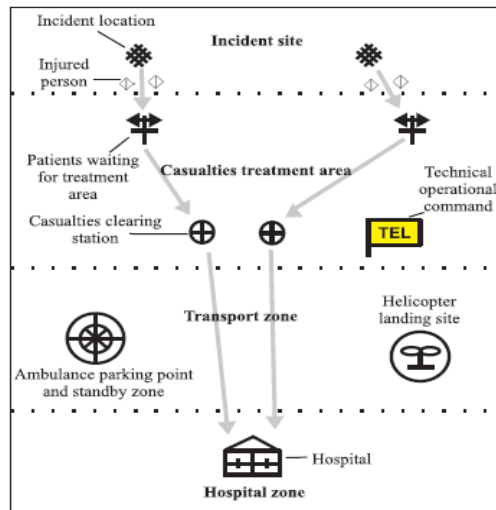 Incident location
Incident site
Injured
person
Patients waiting
for treatment
area
Casualties treatment area
Technical
operational
command
Casualties clearing
station
TEL
Transport zone
Helicopter
landing site
Ambulance parking point
and standby zone
Hospital
Hospital zone